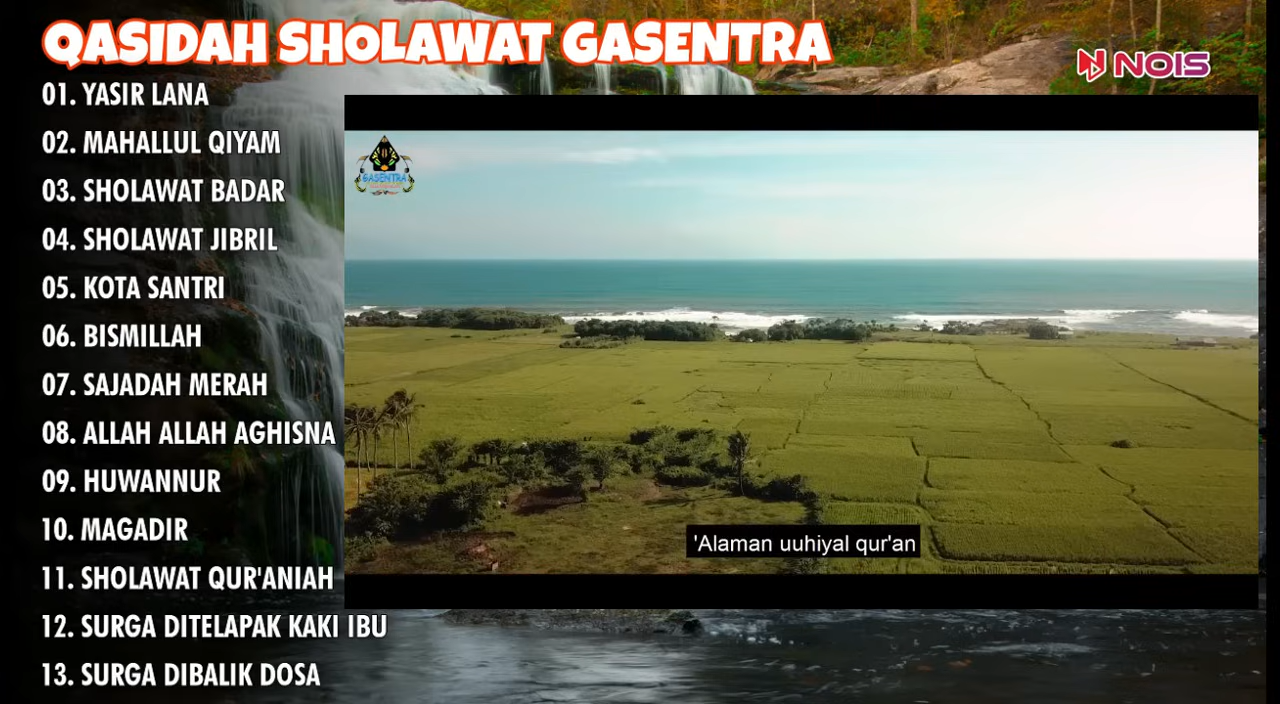 QASIDAH SHOLAWAT GASENTRA
NOIS
01. YASIR LANA
02. MAHALLUL QIYAM
03. SHOLAWAT BADAR
04. SHOLAWAT JIBRIL
05. KOTA SANTRI
06. BISMILLAH
07. SAJADAH MERAH
08. ALLAH ALLAH AGHISNA
09. HUWANNUR
10. MAGADIR
11. SHOLAWAT QUR'ANIAH
12. SURGA DITELAPAK KAKI IBU
13. SURGA DIBALIK DOSA
GASENTRA
'Alaman uuhiyal qur'an